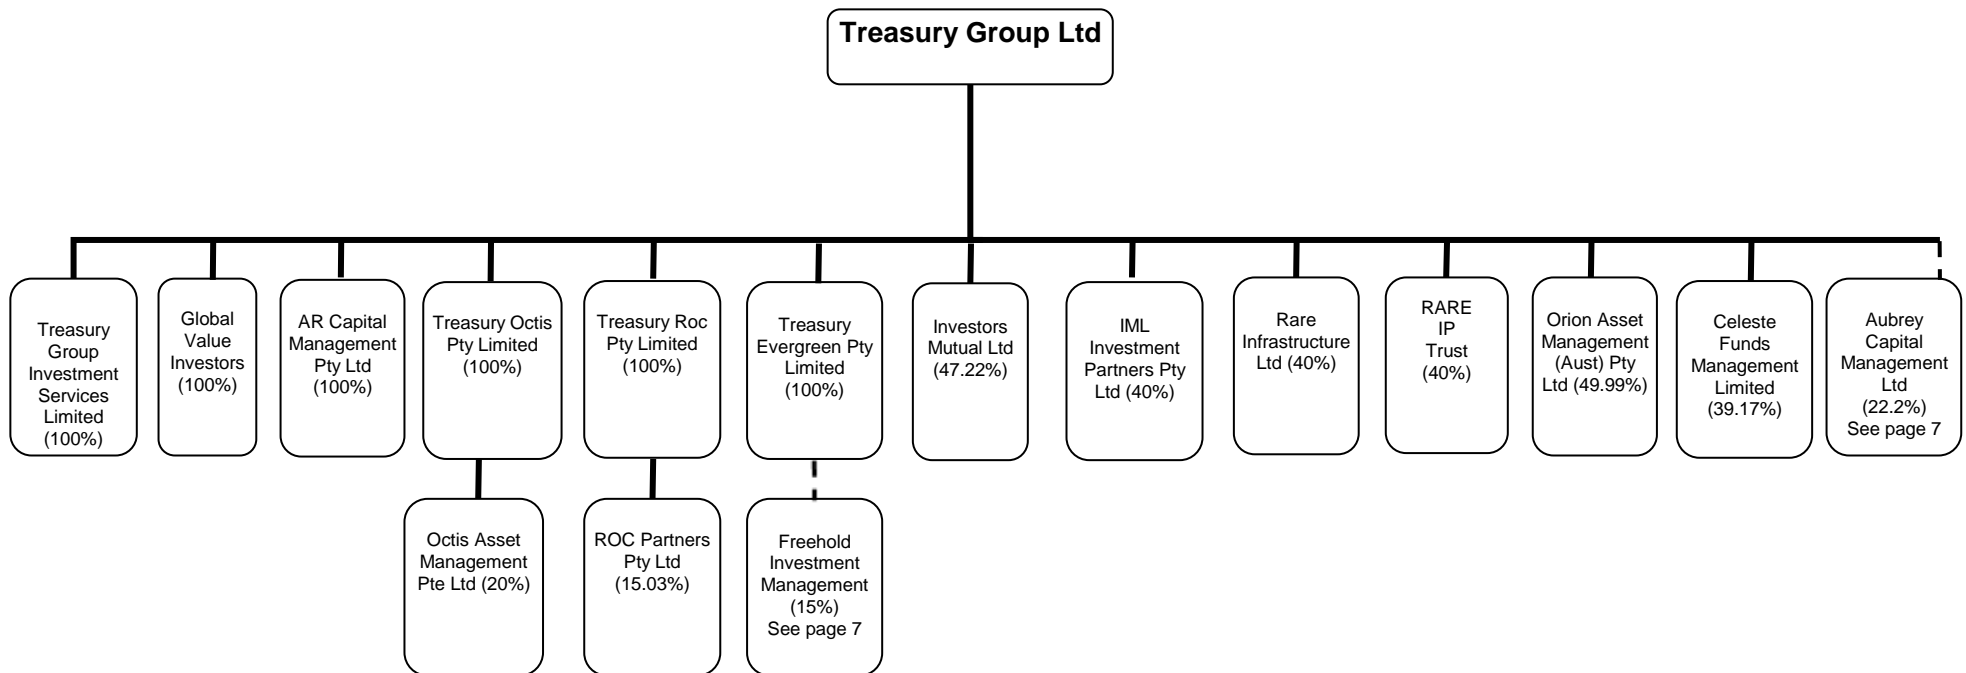 Treasury Group Ltd
Treasury
Group
Investment
Services
Limited
(100%)
Global
Value
Investors
(100%)
AR Capital
Management
Pty Ltd
(100%)
Treasury Octis
Pty Limited
(100%)
Treasury Roc
Pty Limited
(100%)
Treasury
Evergreen Pty
Limited
(100%)
Investors
Mutual Ltd
(47.22%)
IML
Investment
Partners Pty
Ltd (40%)
Rare
Infrastructure
Ltd (40%)
RARE
IP
Trust
(40%)
Orion Asset
Management
(Aust) Pty
Ltd (49.99%)
Celeste
Funds
Management
Limited
(39.17%)
Aubrey
Capital
Management
Ltd
(22.2%)
See page 7
Octis Asset
Management
Pte Ltd (20%)
ROC Partners
Pty Ltd
(15.03%)
Freehold
Investment
Management
(15%)
See page 7